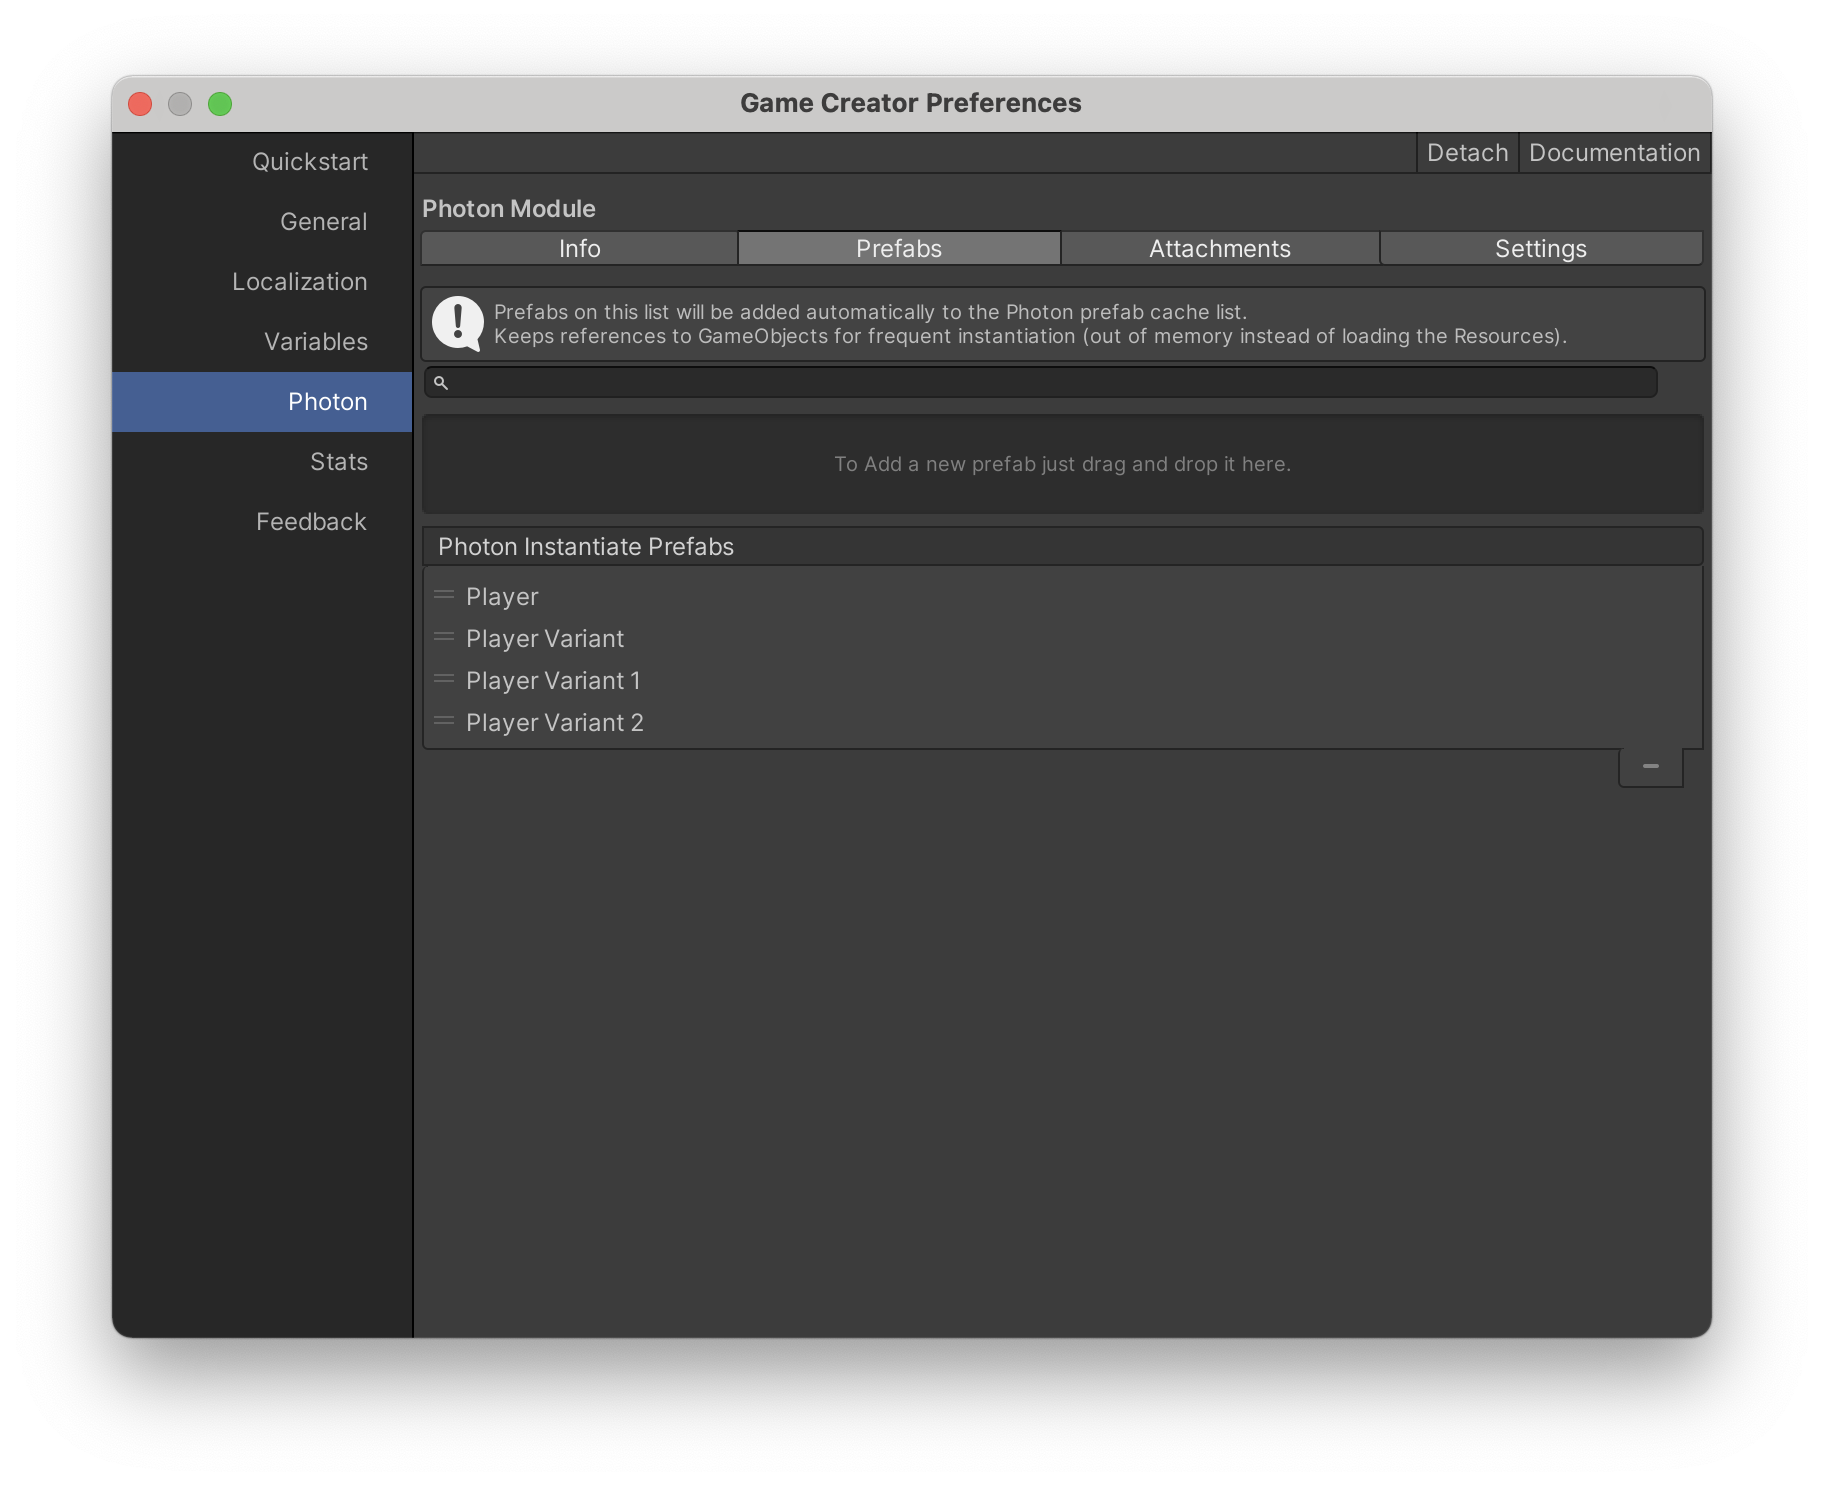 Game Creator Preferences
Detach Documentation
Quickstart
General
Localization
Variables
Photon
Stats
Feedback
Photon Module
Info Prefabs Attachments Settings
Prefabs on this list will be added automatically to the Photon prefab cache list.
Keeps references to GameObjects for frequent instantiation (out of memory instead of loading the Resources).
To Add a new prefab just drag and drop it here.
Photon Instantiate Prefabs
Player
Player Variant
Player Variant 1
Player Variant 2